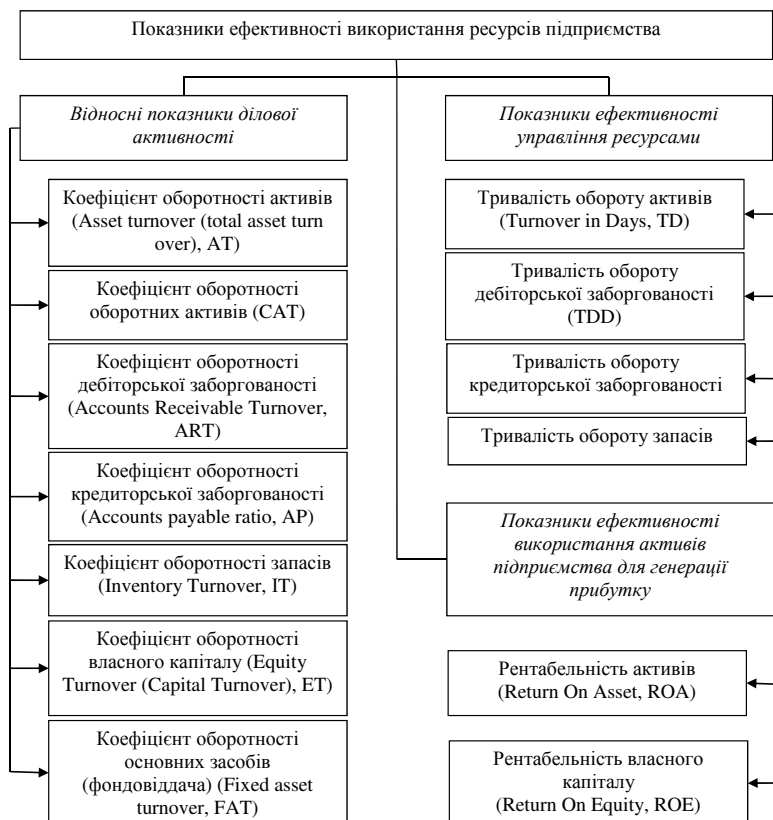 Показники ефективності використання ресурсів підприємства
Відносні показники ділової
активності
Коефіцієнт оборотності активів
(Asset turnover (total asset turn
over), AT)
Коефіцієнт оборотності
оборотних активів (CAT)
Коефіцієнт оборотності
дебіторської заборгованості
(Accounts Receivable Turnover,
ART)
Коефіцієнт оборотності
кредиторської заборгованості
(Accounts payable ratio, AP)
Коефіцієнт оборотності запасів
(Inventory Turnover, IT)
Коефіцієнт оборотності
власного капіталу (Equity
Turnover (Capital Turnover), ET)
Коефіцієнт оборотності
основних засобів
(фондовіддача) (Fixed asset
turnover, FAT)
Показники ефективності
управління ресурсами
Тривалість обороту активів
(Turnover in Days, TD)
Тривалість обороту
дебіторської заборгованості
(TDD)
Тривалість обороту
кредиторської заборгованості
Тривалість обороту запасів
Показники ефективності
використання активів
підприємства для генерації
прибутку
Рентабельність активів
(Return On Asset, ROA)
Рентабельність власного
капіталу
(Return On Equity, ROE)